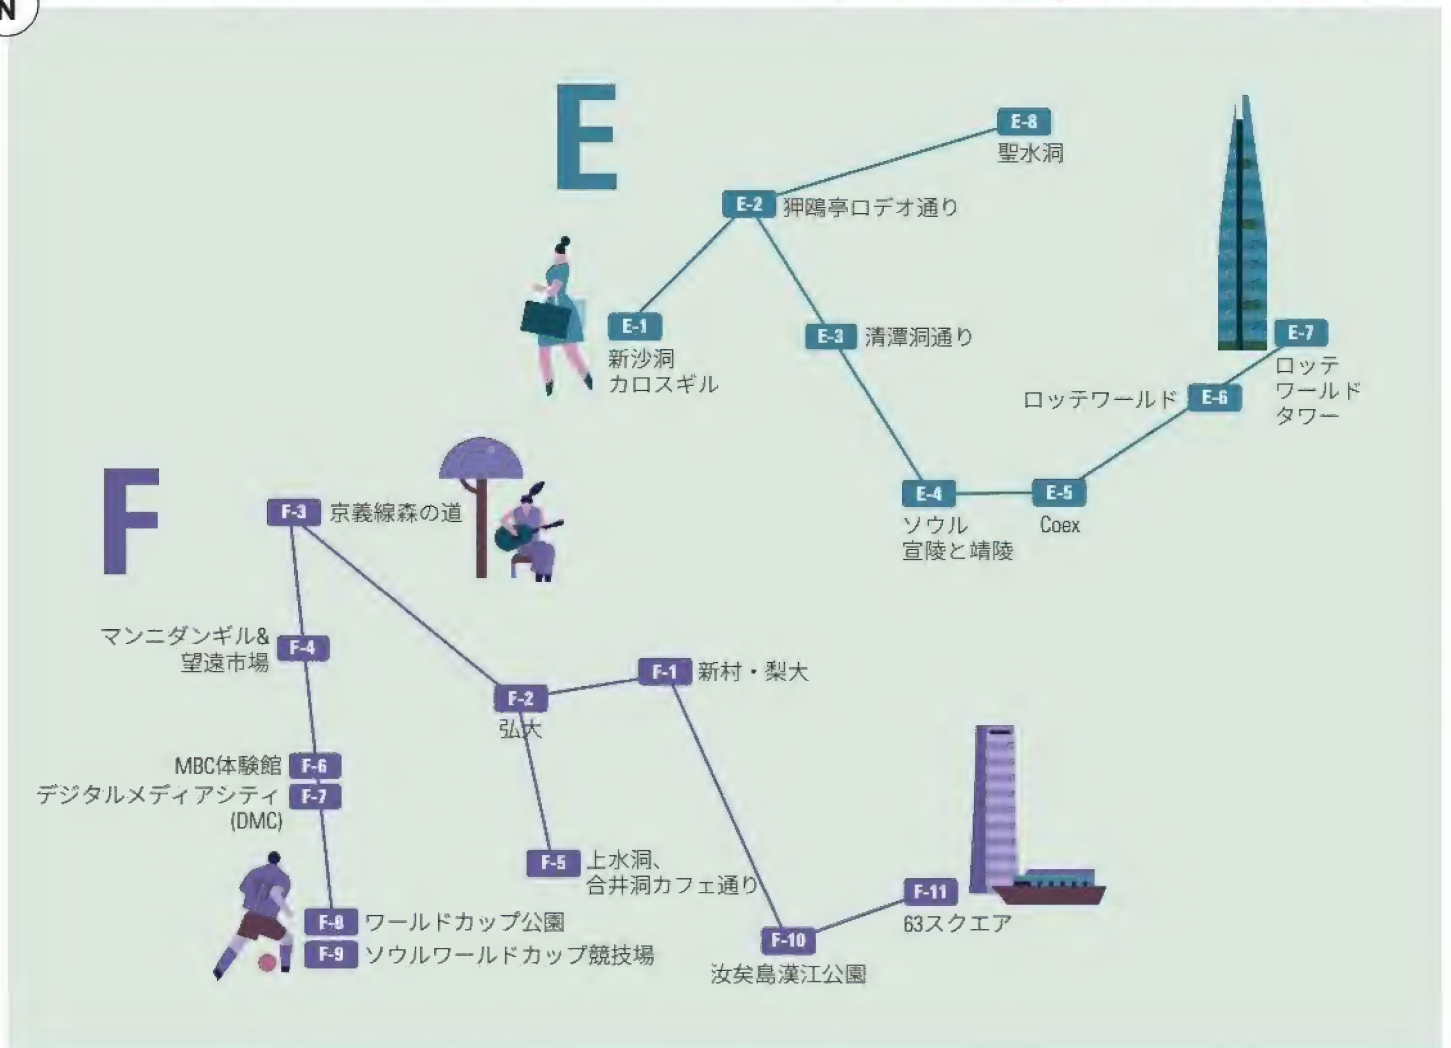 N
E
E-8
聖水洞
E-2 狎鷗亭ロデオ通り
E-1
新沙洞
カロスギル
E-3 清潭洞通り
E-7
ロッテ
ワールド
タワー
ロッテワールド E-6
E-4
ソウル
宣陵と靖陵
E-5
Coex
F
F-3 京義線森の道
マンニダンギル&
望遠市場
F-4
F-1 新村・梨大
F-2
弘大
MBC体験館 F-6
デジタルメディアシティ F-7
(DMC)
F-5 上水洞、
合井洞カフェ通り
F-8 ワールドカップ公園
F-9 ソウルワールドカップ競技場
F-10
汝矣島漢江公園
F-11
63スクエア